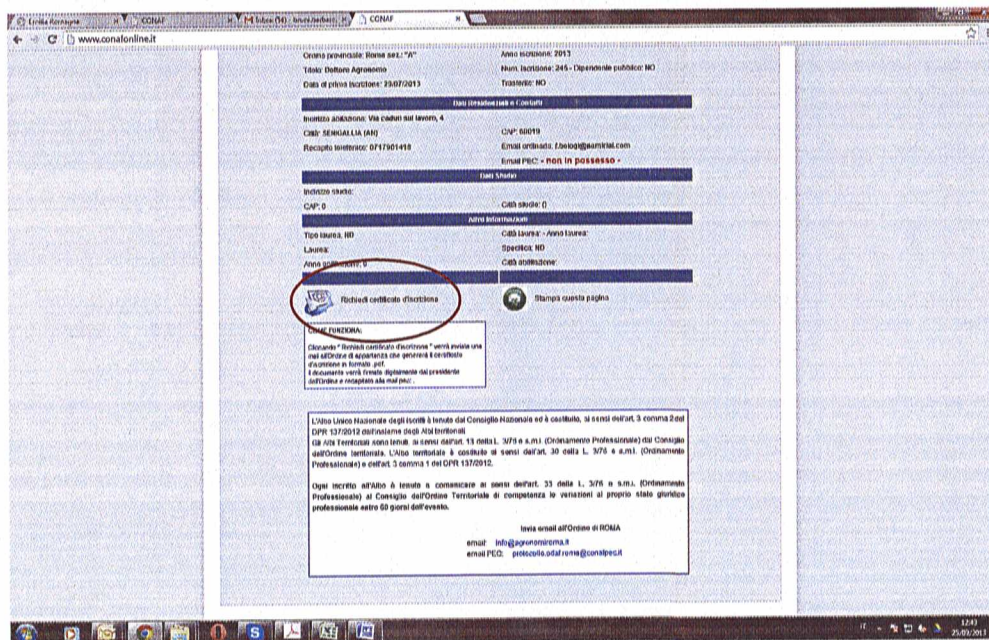 CONAF
CONAF
www.conafonline.it
Ordine provinciale: Roma sez.: "A"
Anno iscrizione: 2013
Titolo: Dottore Agronomo
Num. iscrizione: 245 - Dipendente pubblico: NO
Data di prima iscrizione: 23/07/2013
Trasferito: NO
Dati Residenziali e Contatti
Indirizzo abitazione: Via caduti sul lavoro, 4
Città: SENIGALLIA (AN)
CAP: 60019
Recapito telefonico: 0717901418
Email ordinaria:
Email PEC: - non in possesso -
Dati Studio
Indirizzo studio:
CAP: 0
Città studio: ()
Altre Informazioni
Tipo laurea: ND
Città laurea: - Anno laurea:
Laurea:
Specifica: ND
Anno abilitazione: 0
Città abilitazione:
Richiedi certificato d'iscrizione
Stampa questa pagina
COME FUNZIONA:
Cliccando " Richiedi certificato d'iscrizione " verrà inviata una
mail all'Ordine di appartenza che genererà il certificato
d'iscrizione in formato .pdf.
Il documento verrà firmato digitalmente dal presidente
dell'Ordine e recapitato alla mail pec: .
L'Albo Unico Nazionale degli iscritti è tenuto dal Consiglio Nazionale ed è costituito, ai sensi dell'art. 3 comma 2 del
DPR 137/2012 dall'insieme degli Albi territoriali
Gli Albi Territoriali sono tenuti, ai sensi dell'art. 13 della L. 3/76 e s.m.i. (Ordinamento Professionale) dal Consiglio
dell'Ordine territoriale. L'Albo territoriale è costituito ai sensi dell'art. 30 della L. 3/76 e s.m.i. (Ordinamento
Professionale) e dell'art. 3 comma 1 del DPR 137/2012.
Ogni iscritto all'Albo è tenuto a comunicare ai sensi dell'art. 33 della L. 3/76 e s.m.i. (Ordinamento
Professionale) al Consiglio dell'Ordine Territoriale di competenza le variazioni al proprio stato giuridico
professionale entro 60 giorni dell'evento.
Invia email all'Ordine di ROMA
email: info@agronomiroma.it
email PEC: protocollo.odaf.roma@conafpec.it
IT
12:43